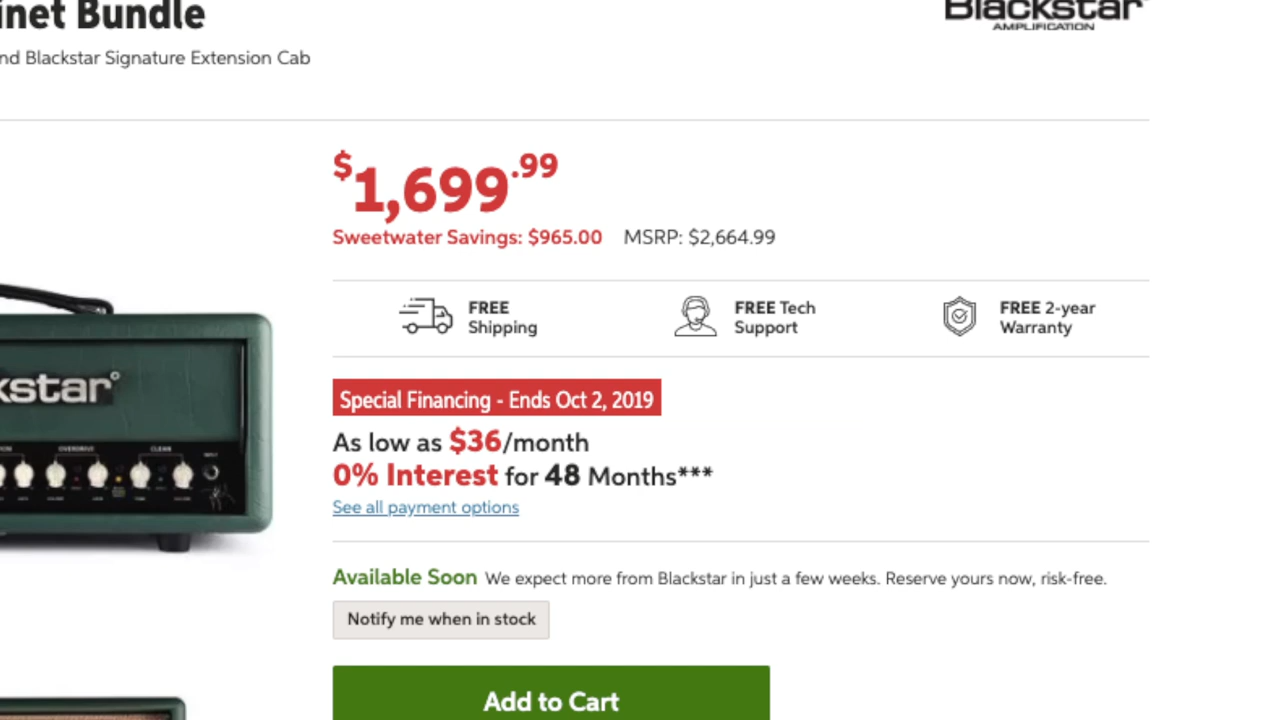 inet Bundle
Blackstar
AMPLIFICATION
nd Blackstar Signature Extension Cab
$1,699.99
Sweetwater Savings: $965.00 MSRP: $2,664.99
FREE
Shipping
FREE Tech
Support
FREE 2-year
Warranty
kstar
OVERDRIVE
CLEAN
INPUT
Special Financing - Ends Oct 2, 2019
As low as $36/month
0% Interest for 48 Months***
See all payment options
Available Soon We expect more from Blackstar in just a few weeks. Reserve yours now, risk-free.
Notify me when in stock
Add to Cart